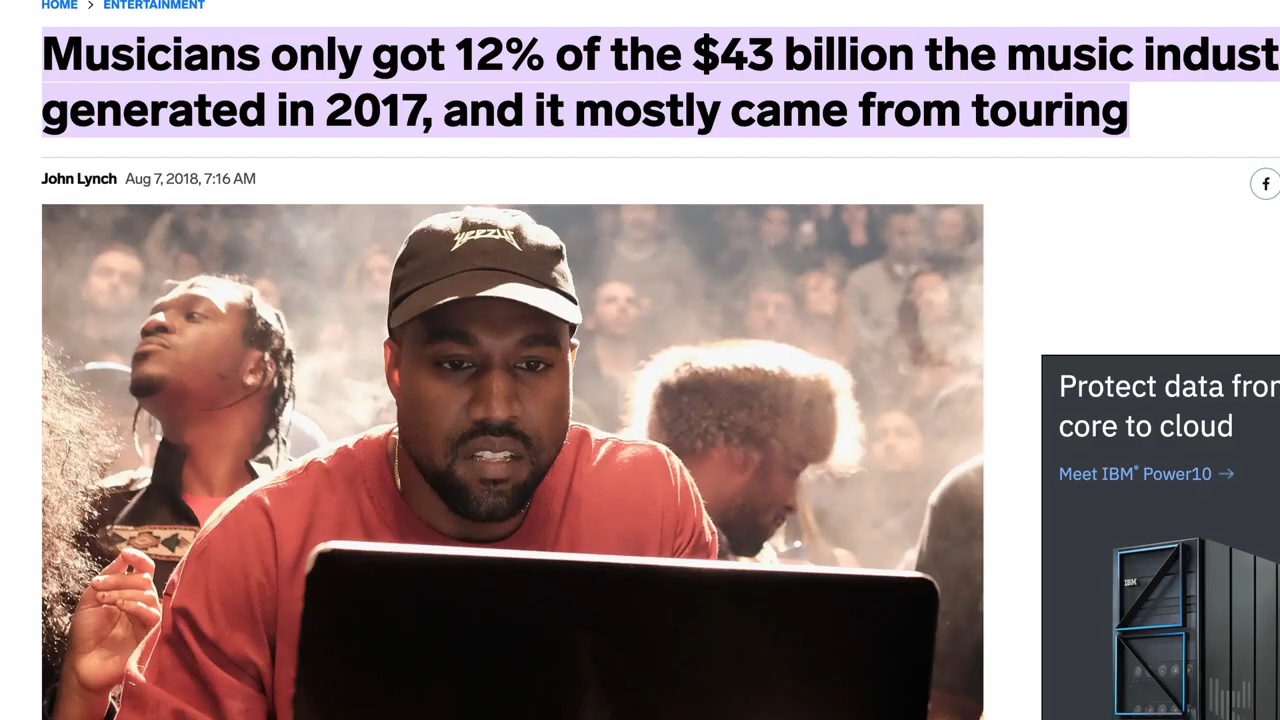 HOME > ENTERTAINMENT
Musicians only got 12% of the $43 billion the music indust
generated in 2017, and it mostly came from touring
John Lynch Aug 7, 2018, 7:16 AM
f
YEEZUS
Protect data from
core to cloud
Meet IBM® Power10 →
IBM